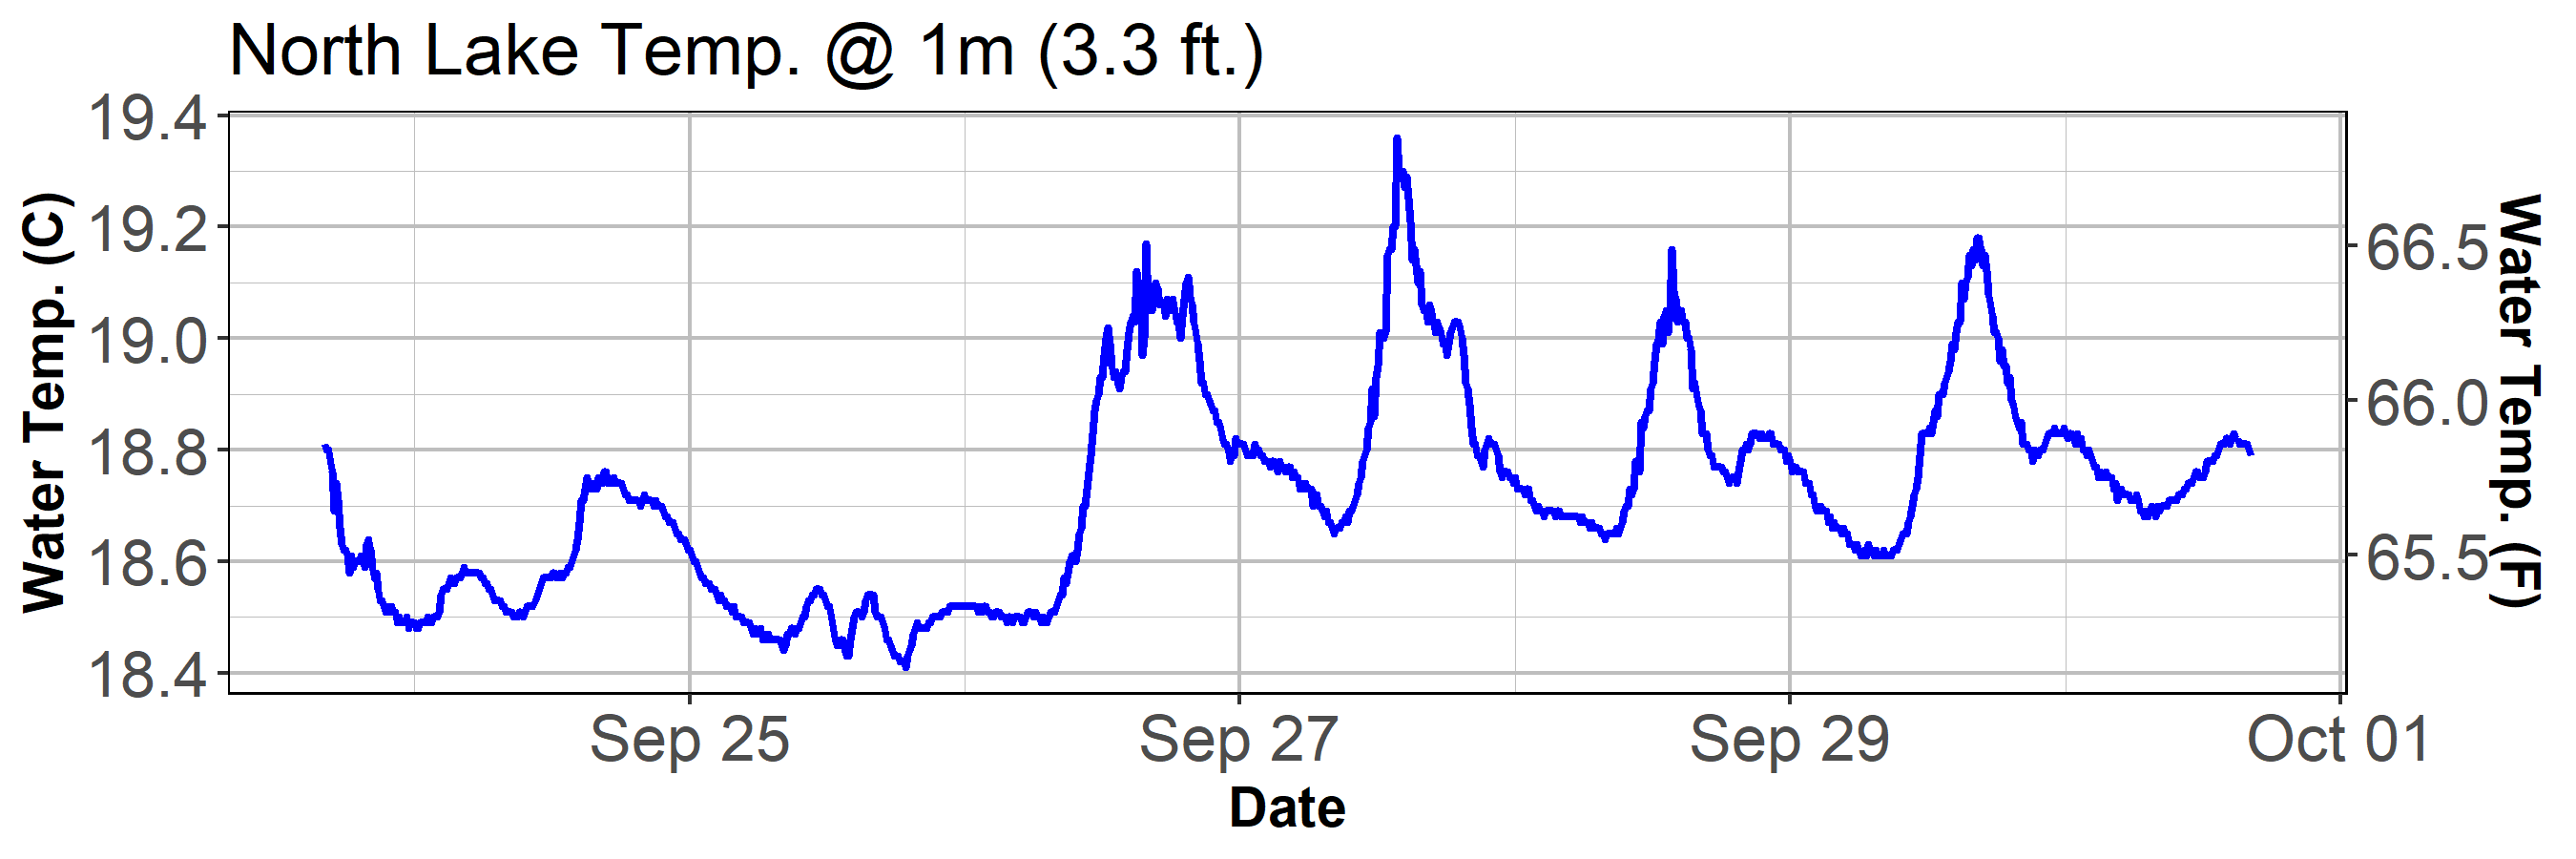 North Lake Temp. @ 1m (3.3 ft.)
Water Temp. (C)
19.4
19.2
19.0
18.8
18.6
18.4
66.5
66.0
65.5
Water Temp. (F)
Sep 25
Sep 27
Sep 29
Oct 01
Date